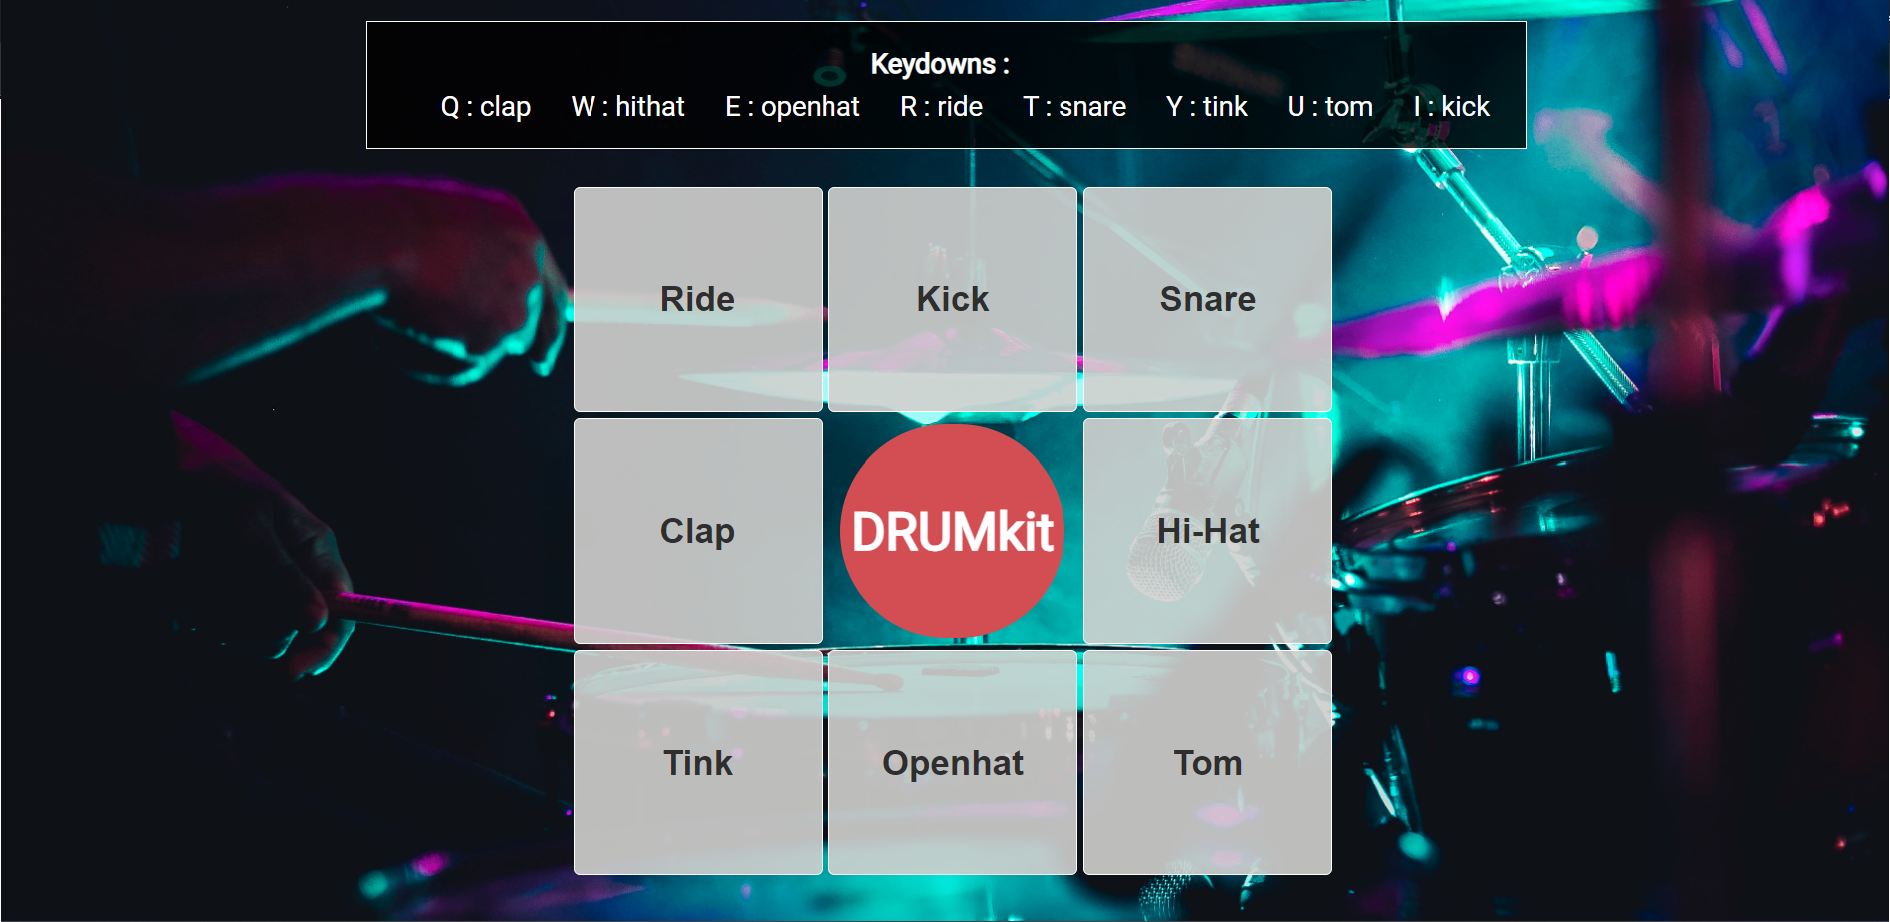 Keydowns :
Q : clap W : hithat E : openhat R : ride T : snare Y : tink U : tom I : kick
Ride Kick Snare
Clap DRUMkit Hi-Hat
Tink Openhat Tom